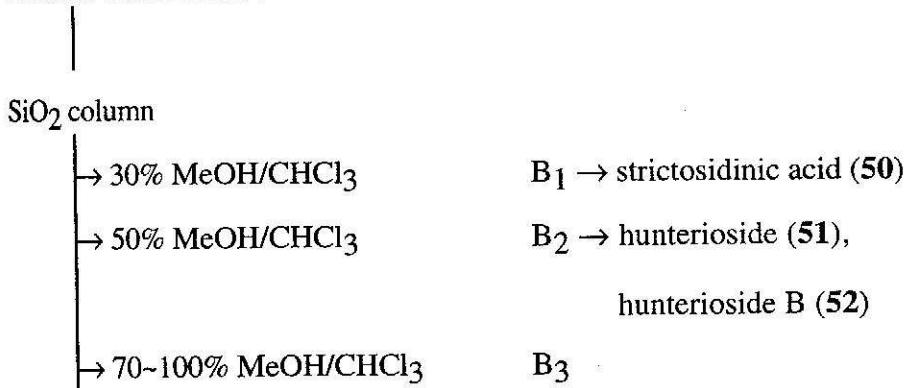 SiO2 column
→ 30% MeOH/CHCl3 B1 → strictosidinic acid (50)
→ 50% MeOH/CHCl3 B2 → hunterioside (51),
hunterioside B (52)
→ 70~100% MeOH/CHCl3 B3